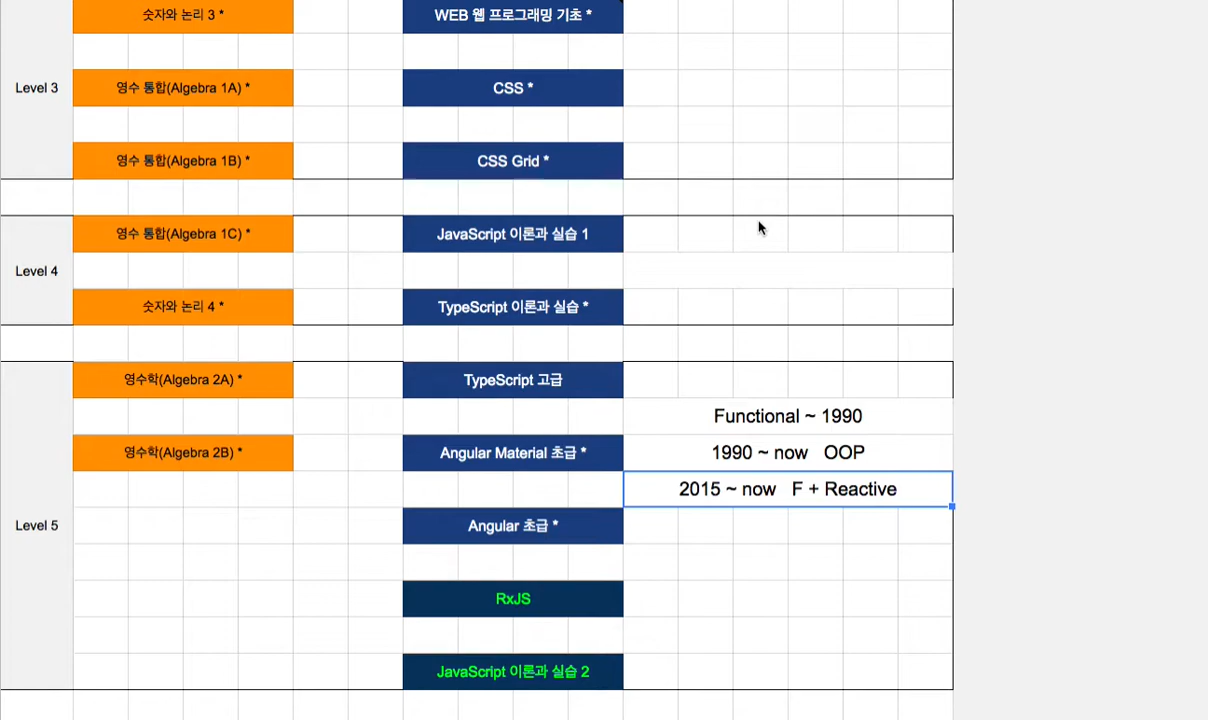 숫자와 논리 3 *
WEB 웹 프로그래밍 기초 *
Level 3
영수 통합(Algebra 1A) *
CSS *
영수 통합(Algebra 1B) *
CSS Grid *
영수 통합(Algebra 1C) *
JavaScript 이론과 실습 1
Level 4
숫자와 논리 4 *
TypeScript 이론과 실습 *
영수학(Algebra 2A) *
TypeScript 고급
Functional ~ 1990
영수학(Algebra 2B) *
Angular Material 초급 *
1990 ~ now OOP
2015 ~ now F + Reactive
Level 5
Angular 초급 *
RxJS
JavaScript 이론과 실습 2